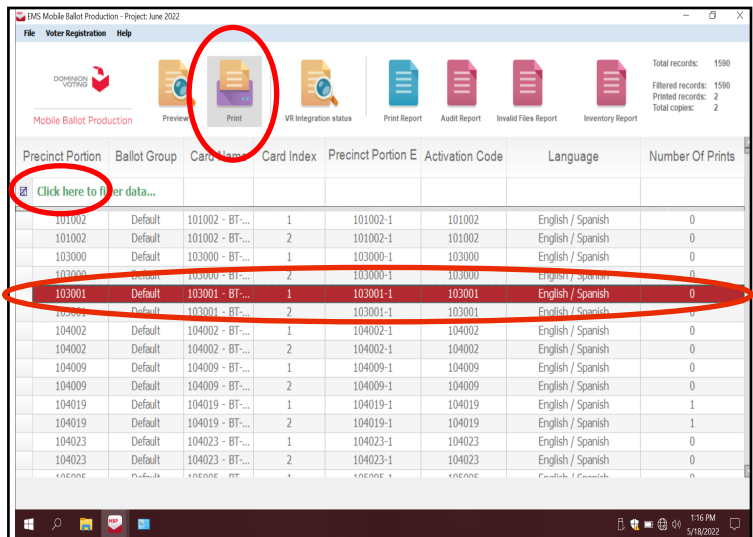 EMS Mobile Ballot Production - Project: June 2022
File Voter Registration Help
DOMINION VOTING
Mobile Ballot Production
Preview
Print
VR Integration status
Print Report
Audit Report
Invalid Files Report
Inventory Report
Total records: 1590
Filtered records: 1590
Printed records: 2
Total copies: 2
Precinct Portion Ballot Group Card Name Card Index Precinct Portion E Activation Code Language Number Of Prints
Click here to filter data...
101002 Default 101002 - BT-... 1 101002-1 101002 English / Spanish 0
101002 Default 101002 - BT-... 2 101002-1 101002 English / Spanish 0
103000 Default 103000 - BT-... 1 103000-1 103000 English / Spanish 0
103000 Default 103000 - BT-... 2 103000-1 103000 English / Spanish 0
103001 Default 103001 - BT-... 1 103001-1 103001 English / Spanish 0
103001 Default 103001 - BT-... 2 103001-1 103001 English / Spanish 0
104002 Default 104002 - BT-... 1 104002-1 104002 English / Spanish 0
104002 Default 104002 - BT-... 2 104002-1 104002 English / Spanish 0
104009 Default 104009 - BT-... 1 104009-1 104009 English / Spanish 0
104009 Default 104009 - BT-... 2 104009-1 104009 English / Spanish 0
104019 Default 104019 - BT-... 1 104019-1 104019 English / Spanish 1
104019 Default 104019 - BT-... 2 104019-1 104019 English / Spanish 1
104023 Default 104023 - BT-... 1 104023-1 104023 English / Spanish 0
104023 Default 104023 - BT-... 2 104023-1 104023 English / Spanish 0
MBP
1:16 PM
5/18/2022